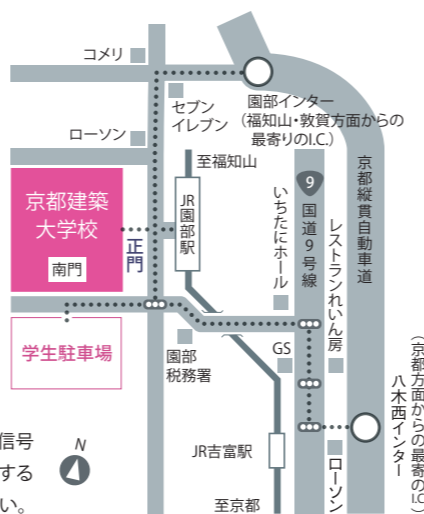 コメリ
セブン
イレブン
園部インター
(福知山・敦賀方面からの
最寄りのI.C.)
ローソン
至福知山
京都建築
大学校
南門
正門
JR園部駅
いちたにホール
9
国道9号線
レストランれいん房
京都縦貫自動車道
学生駐車場
園部
税務署
GS
八木西インター
(京都方面からの最寄のI.C.)
JR吉富駅
ローソン
至京都
N
信号
する
い。